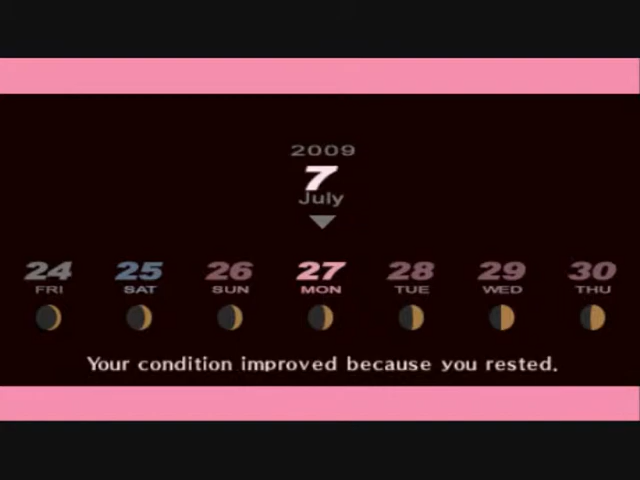 2009
7
July
24 25 26 27 28 29 30
FRI SAT SUN MON TUE WED THU
Your condition improved because you rested.